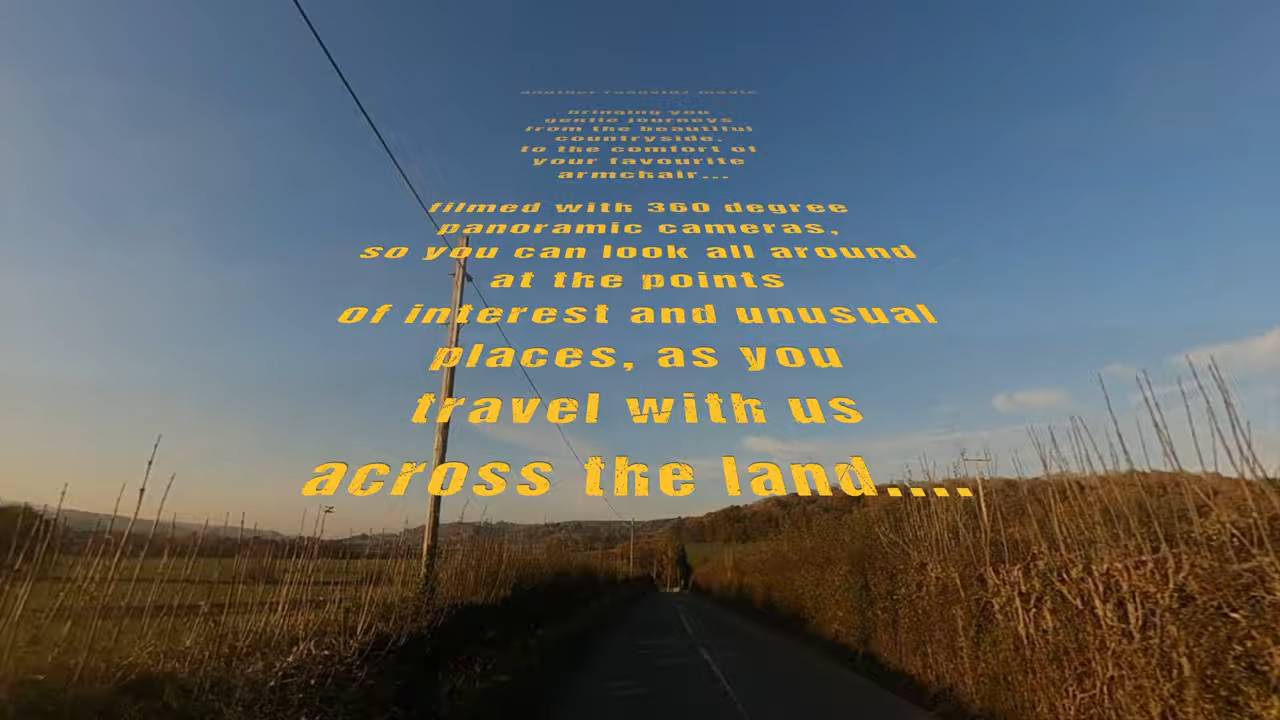 another movie
bringing you
gentle journeys
from the beautiful
countryside,
to the comfort of
your favourite
armchair...
filmed with 360 degree
panoramic cameras,
so you can look all around
at the points
of interest and unusual
places, as you
travel with us
across the land....